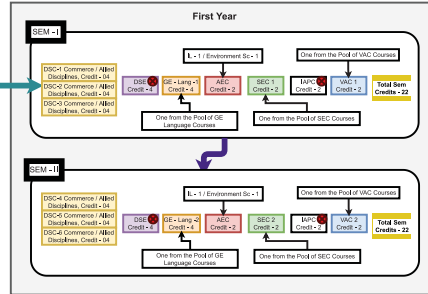 First Year
SEM-I
IL - 1 / Environment Sc - 1
One from the Pool of VAC Courses
DSC-1 Commerce / Allied
Disciplines, Credit - 04
DSC-2 Commerce / Allied
Disciplines, Credit - 04
DSC-3 Commerce / Allied
Disciplines, Credit - 04
DSE
Credit - 4
GE - Lang -1
Credit - 4
AEC
Credit - 2
SEC 1
Credit - 2
IAPC
Credit - 2
VAC 1
Credit - 2
Total Sem
Credits - 22
One from the Pool of GE
Language Courses
One from the Pool of SEC Courses
SEM-II
IL - 1 / Environment Sc - 1
One from the Pool of VAC Courses
DSC-4 Commerce / Allied
Disciplines, Credit - 04
DSC-5 Commerce / Allied
Disciplines, Credit - 04
DSC-6 Commerce / Allied
Disciplines, Credit - 04
DSE
Credit - 4
GE - Lang -2
Credit - 4
AEC
Credit - 2
SEC 2
Credit - 2
IAPC
Credit - 2
VAC 2
Credit - 2
Total Sem
Credits - 22
One from the Pool of GE
Language Courses
One from the Pool of SEC Courses